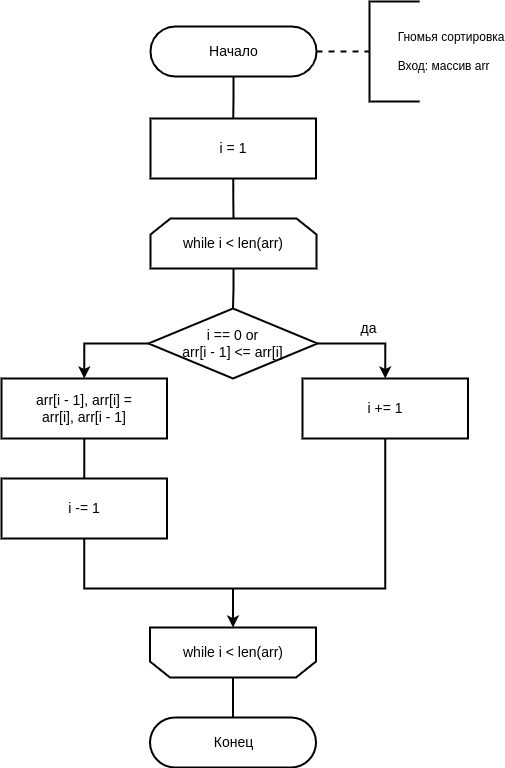 Начало
Гномья сортировка
Вход: массив arr
i = 1
while i < len(arr)
i == 0 or
arr[i - 1] <= arr[i]
да
arr[i - 1], arr[i] =
arr[i], arr[i - 1]
i += 1
i -= 1
while i < len(arr)
Конец